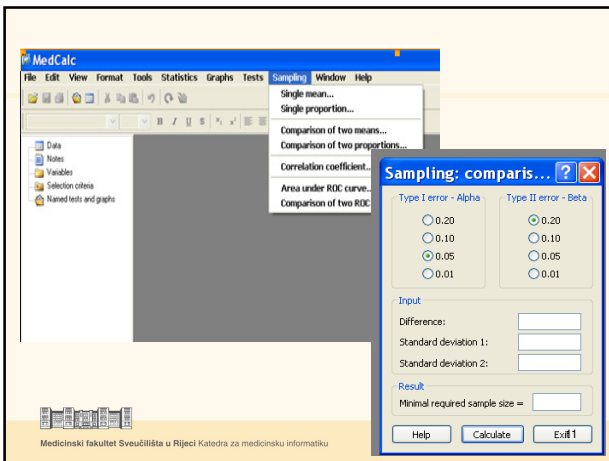 MedCalc
File Edit View Format Tools Statistics Graphs Tests Sampling Window Help
Single mean...
Single proportion...
Comparison of two means...
Comparison of two proportions...
Correlation coefficient...
Area under ROC curve...
Comparison of two ROC
B I U S
Data
Notes
Variables
Selection criteria
Named tests and graphs
Sampling: comparis...
Type I error - Alpha Type II error - Beta
0.20 0.20
0.10 0.10
0.05 0.05
0.01 0.01
Input
Difference:
Standard deviation 1:
Standard deviation 2:
Result
Minimal required sample size =
Help Calculate Exit
11
Medicinski fakultet Sveučilišta u Rijeci Katedra za medicinsku informatiku